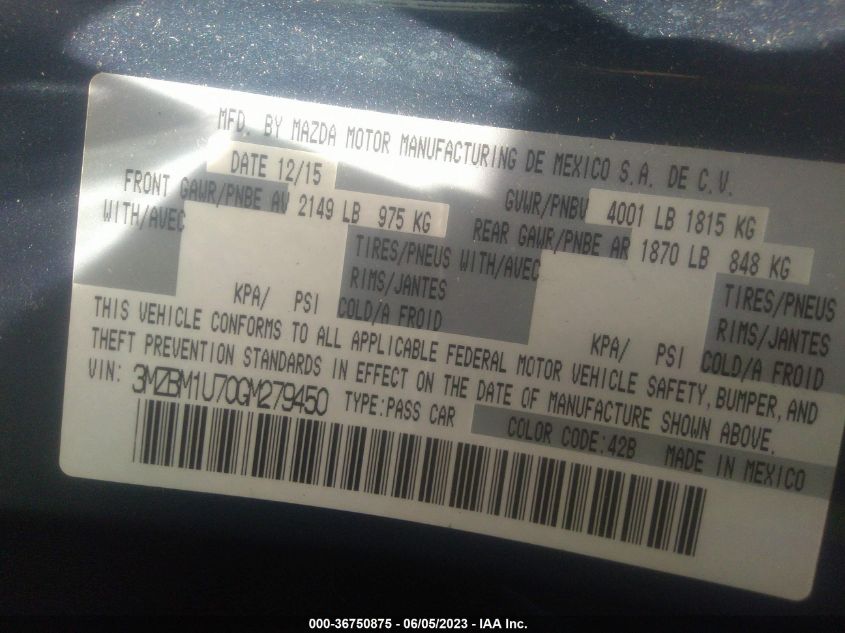 MFD. BY MAZDA MOTOR MANUFACTURING DE MEXICO S.A. DE C.V.
DATE 12/15
GVWR/PNBV 4001 LB 1815 KG
FRONT GAWR/PNBE AV 2149 LB 975 KG
REAR GAWR/PNBE AR 1870 LB 848 KG
WITH/AVEC
TIRES/PNEUS WITH/AVEC
TIRES/PNEUS
RIMS/JANTES
RIMS/JANTES
KPA/ PSI COLD/A FROID
KPA/ PSI COLD/A FROID
THIS VEHICLE CONFORMS TO ALL APPLICABLE FEDERAL MOTOR VEHICLE SAFETY, BUMPER, AND
THEFT PREVENTION STANDARDS IN EFFECT ON THE DATE OF MANUFACTURE SHOWN ABOVE.
VIN: 3MZBM1U70GM279450 TYPE:PASS CAR
COLOR CODE:42B MADE IN MEXICO
000-36750875 - 06/05/2023 - IAA Inc.